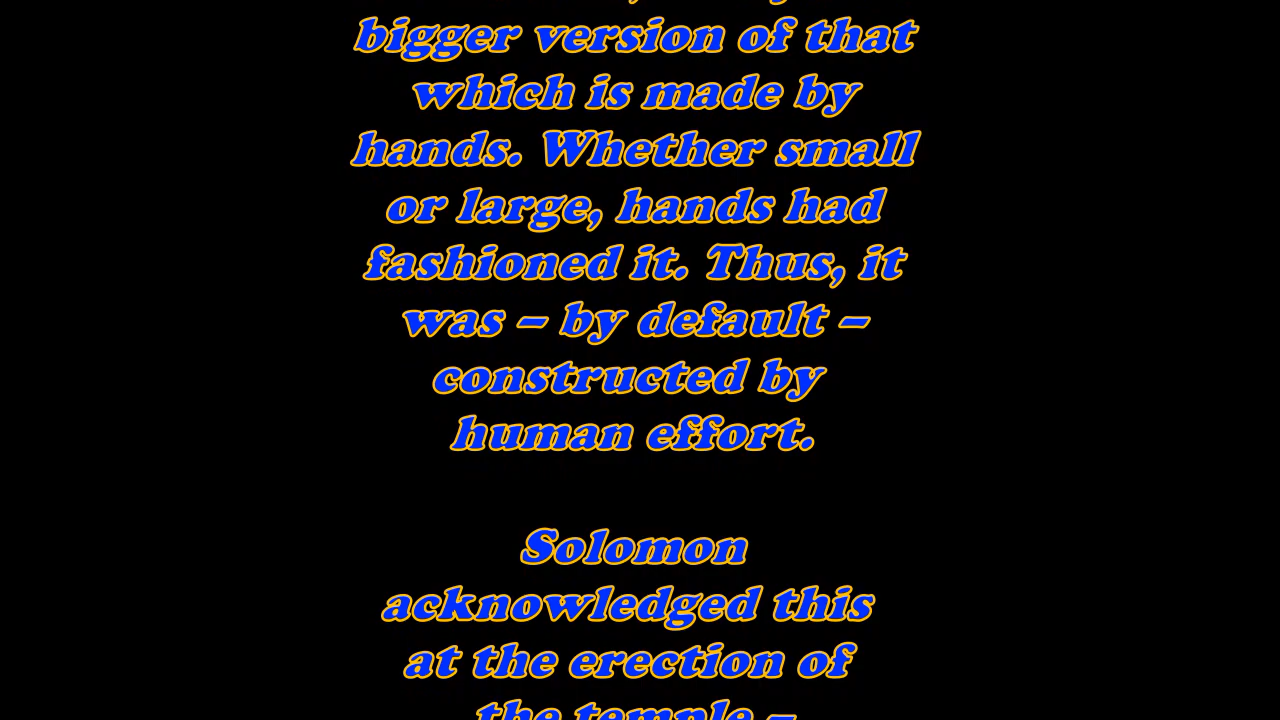 bigger version of that
which is made by
hands. Whether small
or large, hands had
fashioned it. Thus, it
was – by default –
constructed by
human effort.
Solomon
acknowledged this
at the erection of
the temple –